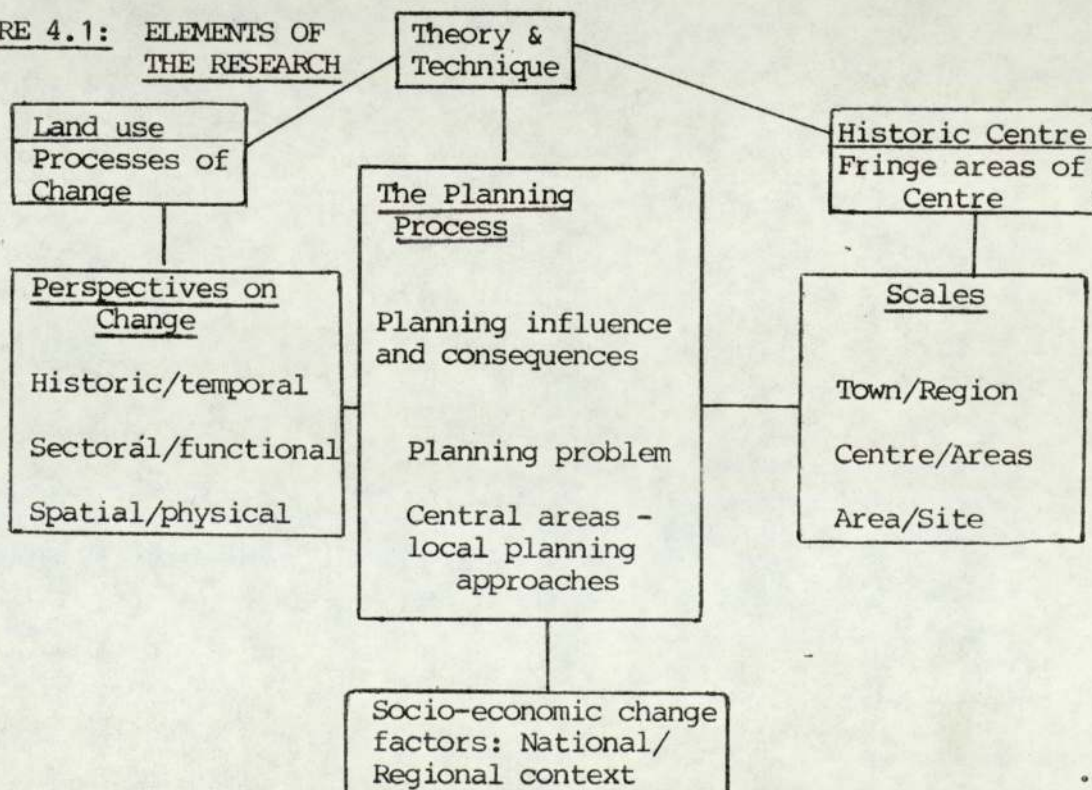 RE 4.1: ELEMENTS OF
THE RESEARCH
Theory &
Technique
Land use
Processes of
Change
Historic Centre
Fringe areas of
Centre
Perspectives on
Change
Historic/temporal
Sectoral/functional
Spatial/physical
The Planning
Process
Planning influence
and consequences
Planning problem
Central areas -
local planning
approaches
Scales
Town/Region
Centre/Areas
Area/Site
Socio-economic change
factors: National/
Regional context